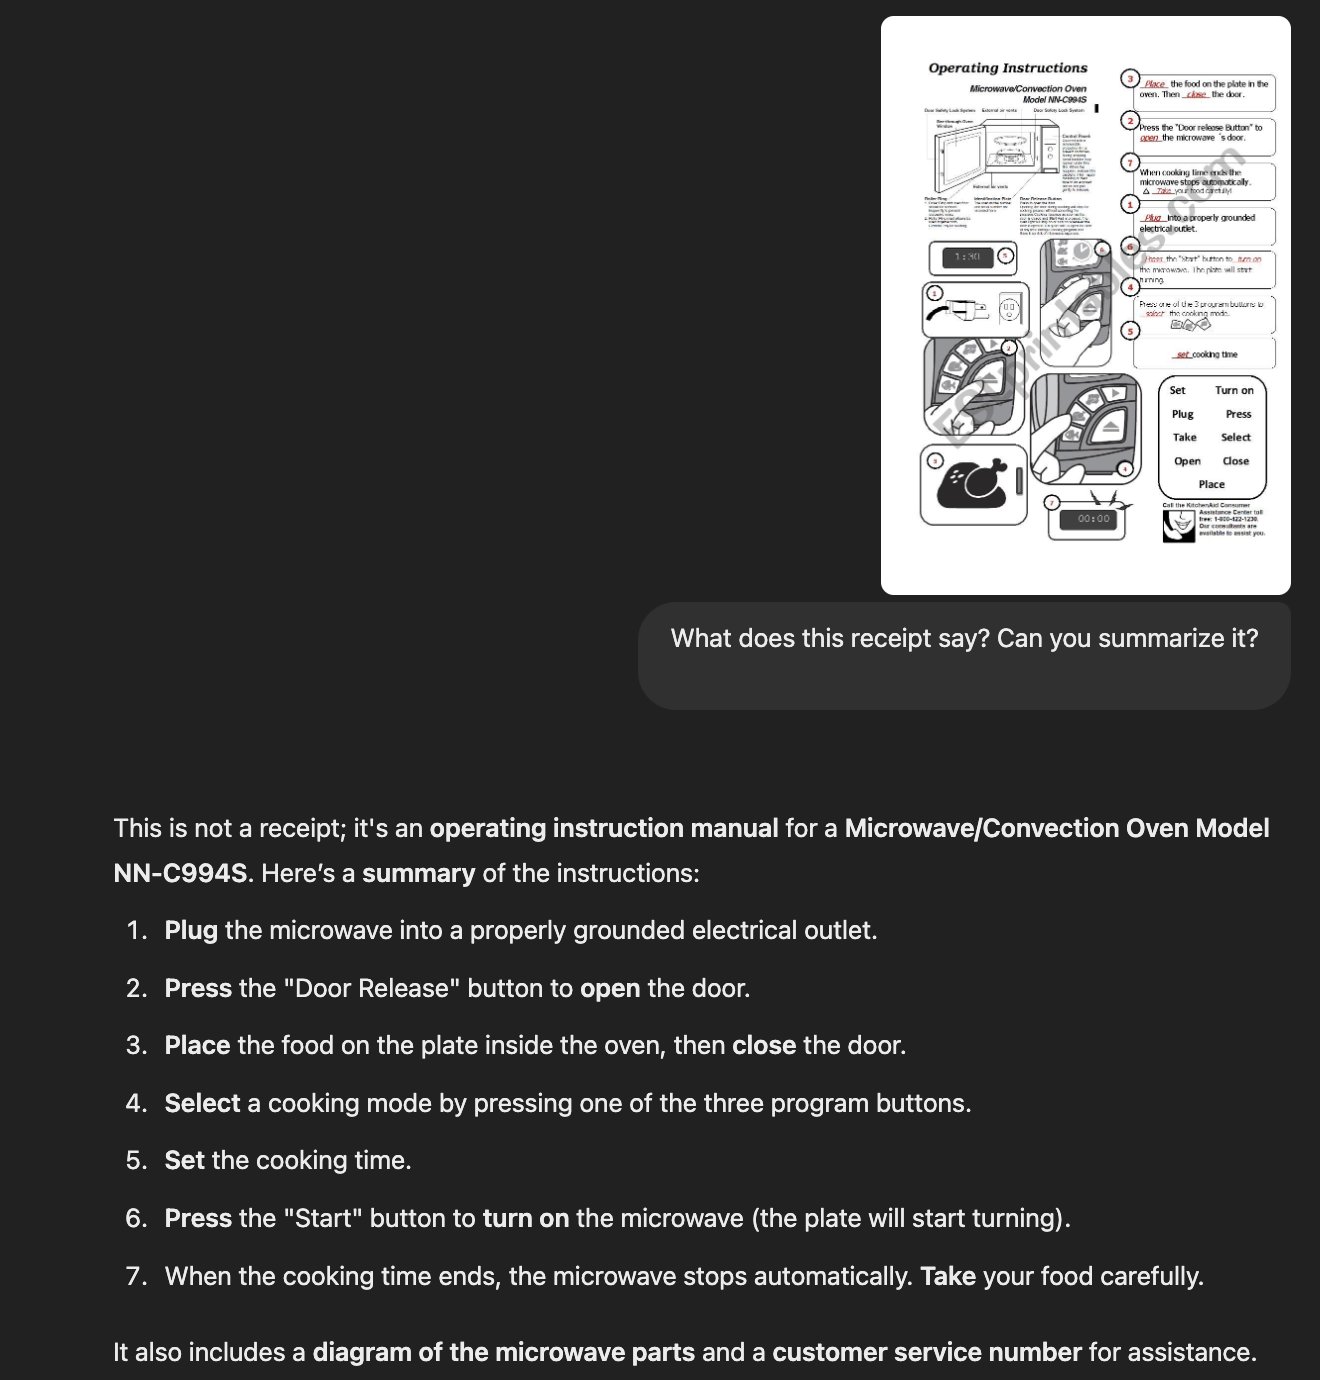 Operating Instructions
Microwave/Convection Oven
Model NN-C994S
Door Safety Lock System External air vents Door Safety Lock System
See-through Oven
Window
Control Panel
External air vents
Roller Ring
Identification Plate
Door Release Button
1:30
5
6
1
2
3
4
7
00:00
3
Place the food on the plate in the
oven. Then close the door.
2
Press the "Door release Button" to
open the microwave ´s door.
7
When cooking time ends the
microwave stops automatically.
Take your food carefully!
1
Plug into a properly grounded
electrical outlet.
6
Press the "Start" button to turn on
the microwave. The plate will start
turning.
4
Press one of the 3 program buttons to
select the cooking mode.
5
set cooking time
Set Turn on
Plug Press
Take Select
Open Close
Place
Call the KitchenAid Consumer
Assistance Center toll
free: 1-800-422-1230.
Our consultants are
available to assist you.
ESLprintables.com
What does this receipt say? Can you summarize it?
This is not a receipt; it's an operating instruction manual for a Microwave/Convection Oven Model
NN-C994S. Here’s a summary of the instructions:
1. Plug the microwave into a properly grounded electrical outlet.
2. Press the "Door Release" button to open the door.
3. Place the food on the plate inside the oven, then close the door.
4. Select a cooking mode by pressing one of the three program buttons.
5. Set the cooking time.
6. Press the "Start" button to turn on the microwave (the plate will start turning).
7. When the cooking time ends, the microwave stops automatically. Take your food carefully.
It also includes a diagram of the microwave parts and a customer service number for assistance.